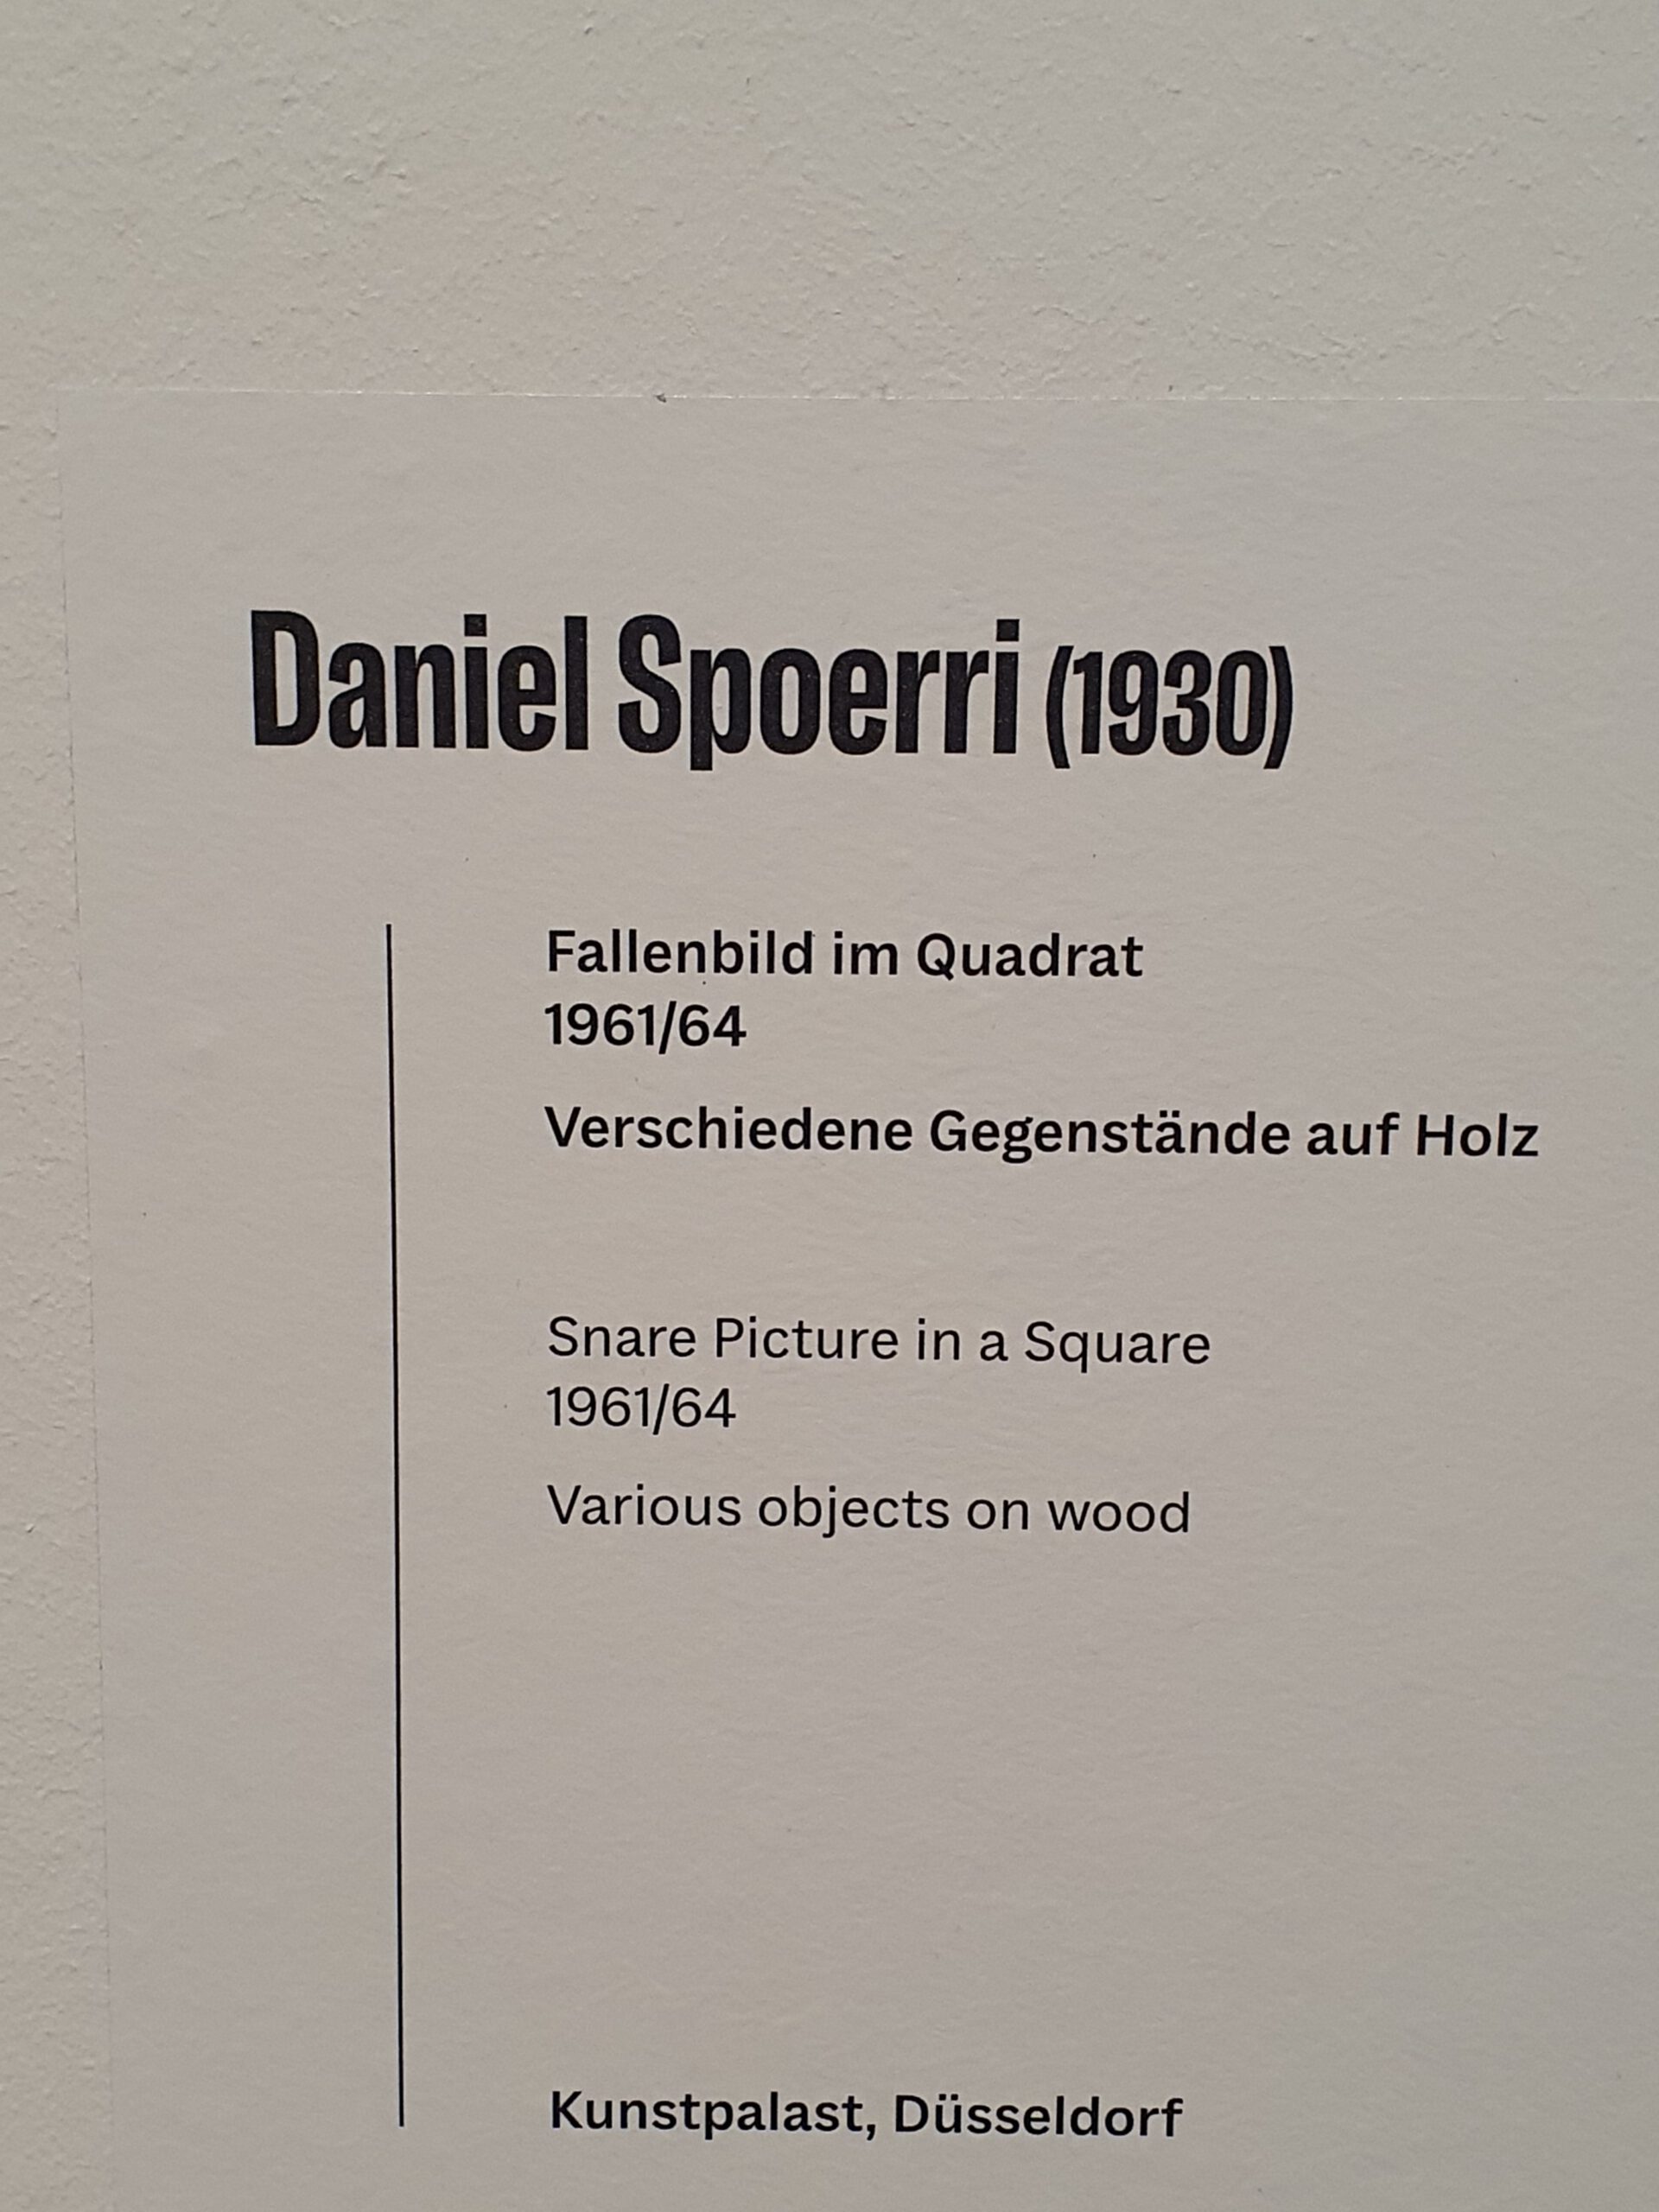 Daniel Spoerri (1930)
Fallenbild im Quadrat
1961/64
Verschiedene Gegenstände auf Holz
Snare Picture in a Square
1961/64
Various objects on wood
Kunstpalast, Düsseldorf